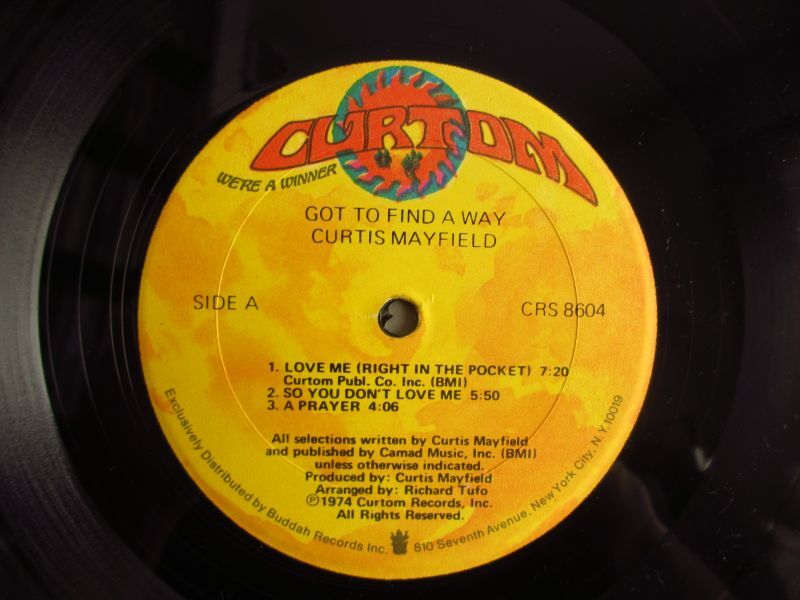 CURTOM
WE'RE A WINNER
GOT TO FIND A WAY
CURTIS MAYFIELD
SIDE A
CRS 8604
1. LOVE ME (RIGHT IN THE POCKET) 7:20
Curtom Publ. Co. Inc. (BMI)
2. SO YOU DON'T LOVE ME 5:50
3. A PRAYER 4:06
All selections written by Curtis Mayfield
and published by Camad Music, Inc. (BMI)
unless otherwise indicated.
Produced by: Curtis Mayfield
Arranged by: Richard Tufo
Ⓟ1974 Curtom Records, Inc.
All Rights Reserved.
Exclusively Distributed by Buddah Records Inc. 810 Seventh Avenue, New York City, N.Y. 10019